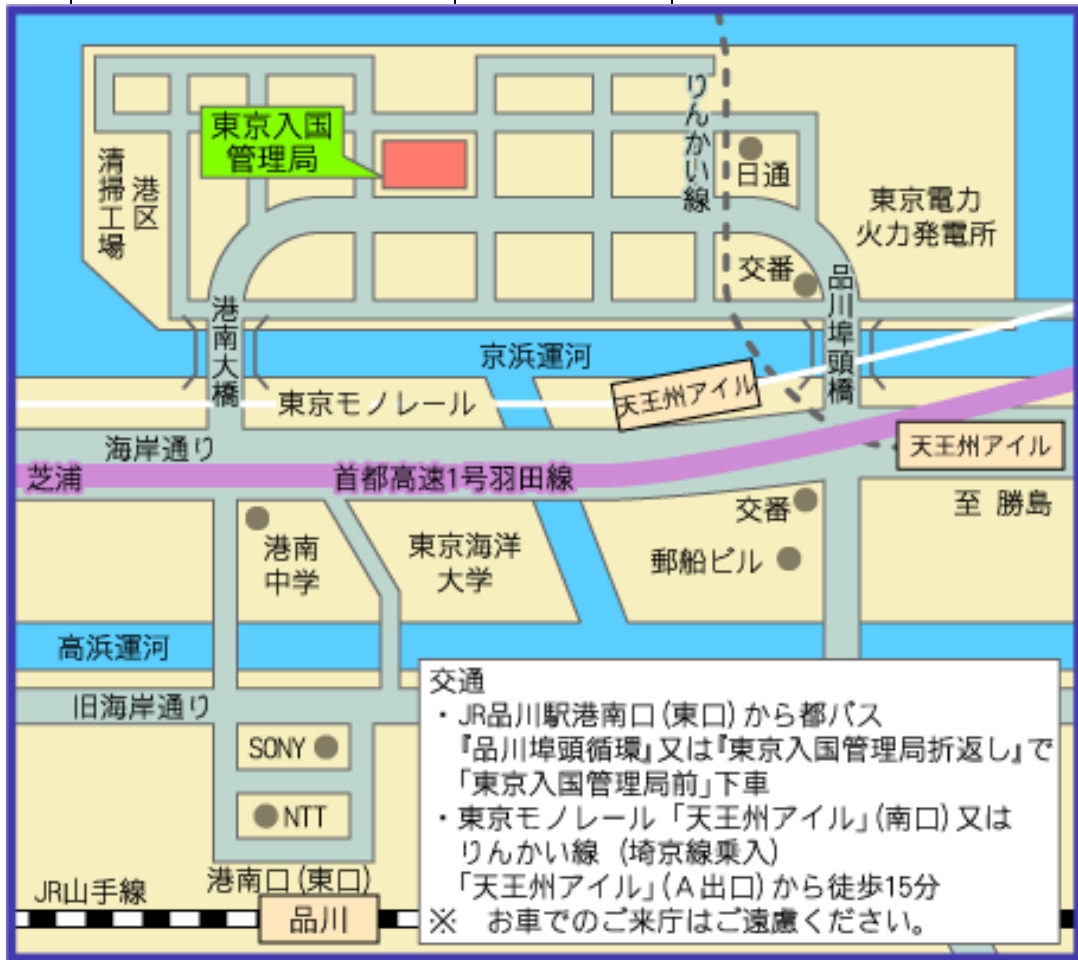 東京入国
管理局
りんかい線
日通
港区
清掃工場
東京電力
火力発電所
交番
品川埠頭橋
港南大橋
京浜運河
東京モノレール
天王州アイル
海岸通り
天王州アイル
芝浦
首都高速1号羽田線
至 勝島
交番
港南
中学
東京海洋
大学
郵船ビル
高浜運河
旧海岸通り
SONY
NTT
港南口(東口)
JR山手線
品川
交通
・JR品川駅港南口(東口)から都バス
『品川埠頭循環』又は『東京入国管理局折返し』で
「東京入国管理局前」下車
・東京モノレール「天王州アイル」(南口)又は
りんかい線 (埼京線乗入)
「天王州アイル」(A出口)から徒歩15分
※ お車でのご来庁はご遠慮ください。